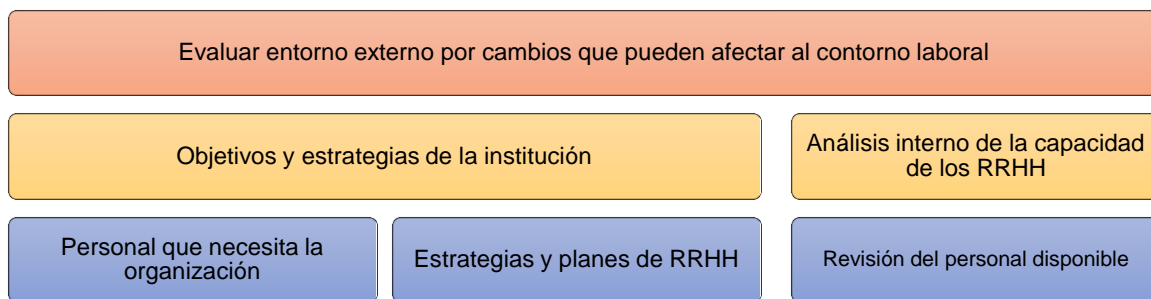 Evaluar entorno externo por cambios que pueden afectar al contorno laboral
Objetivos y estrategias de la institución
Análisis interno de la capacidad
de los RRHH
Personal que necesita la
organización
Estrategias y planes de RRHH
Revisión del personal disponible